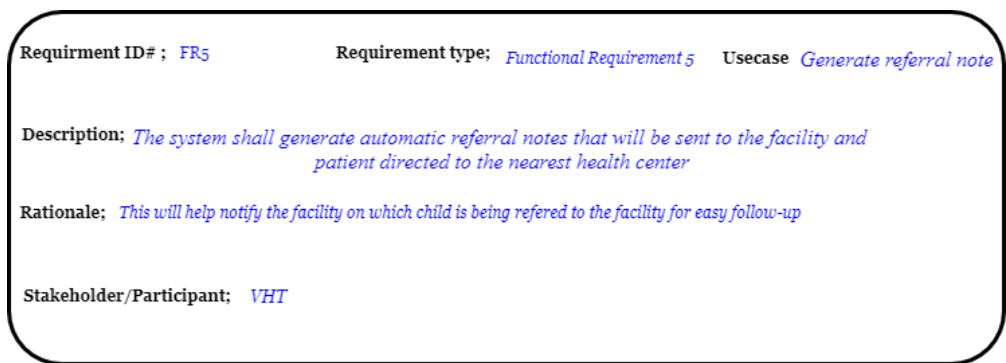 Requirment ID# ; FR5 Requirement type; Functional Requirement 5 Usecase Generate referral note
Description; The system shall generate automatic referral notes that will be sent to the facility and
patient directed to the nearest health center
Rationale; This will help notify the facility on which child is being refered to the facility for easy follow-up
Stakeholder/Participant; VHT